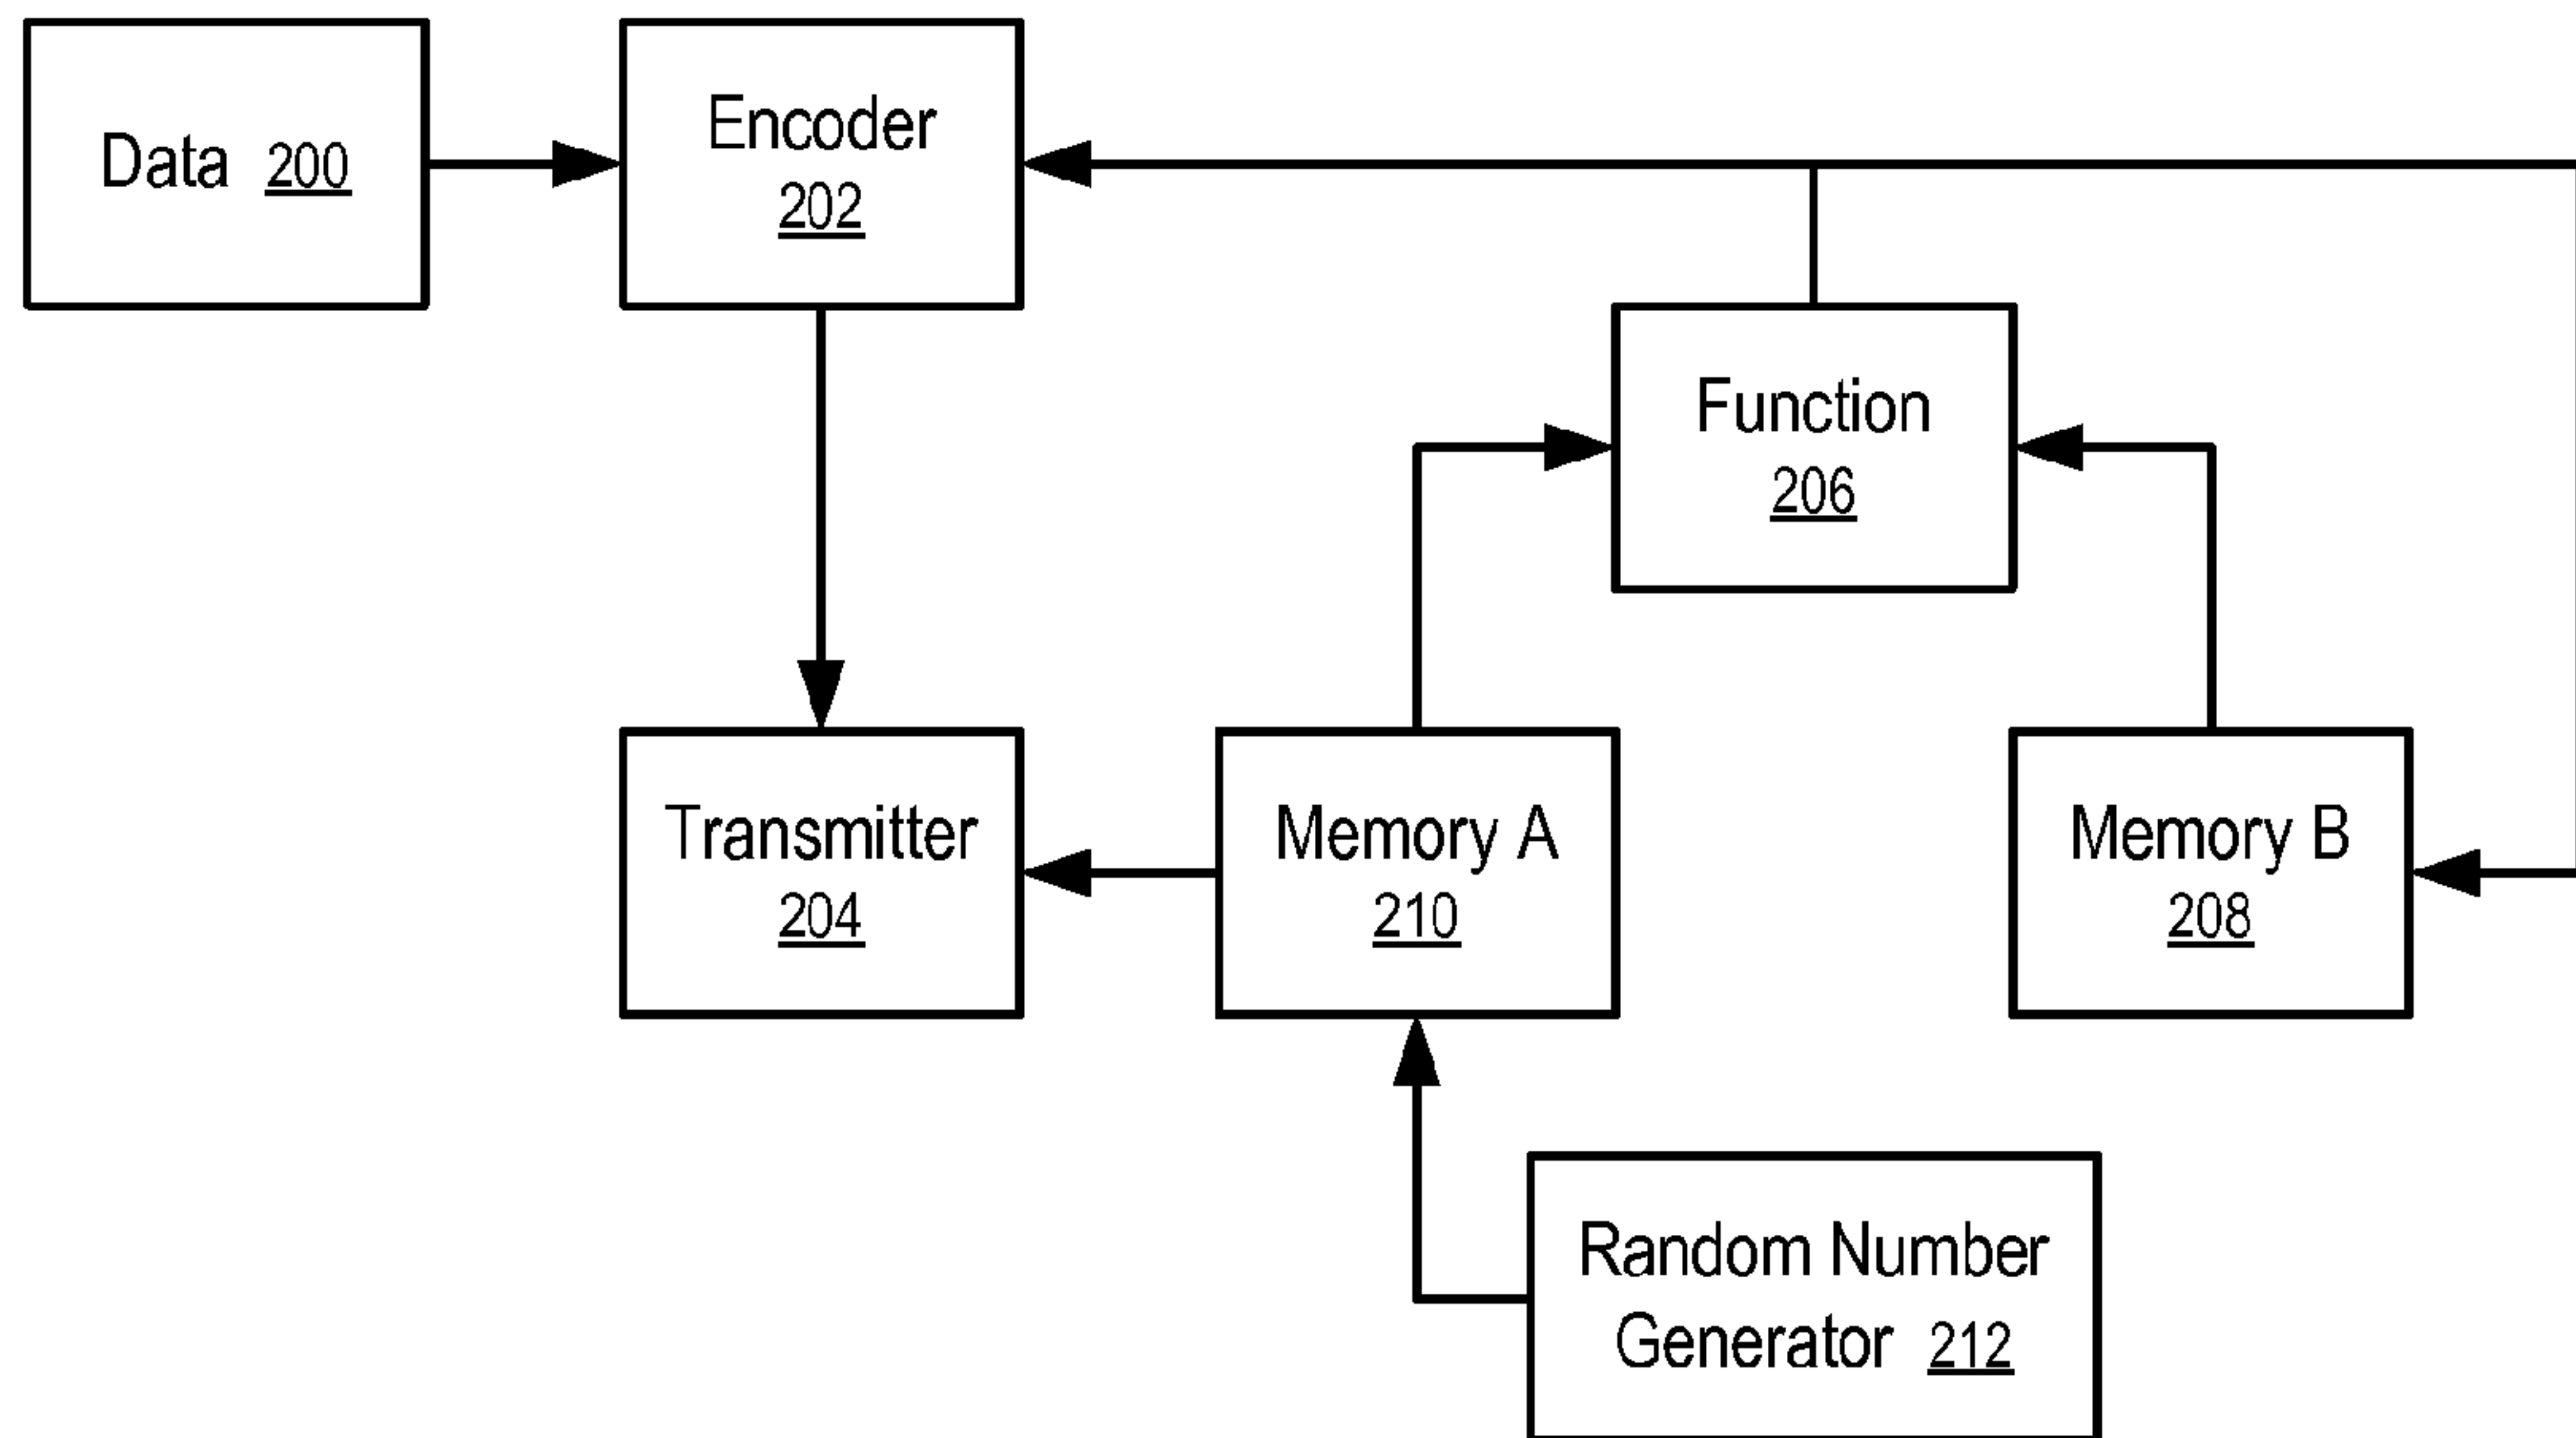 Data 200
Encoder
202
Function
206
Transmitter
204
Memory A
210
Memory B
208
Random Number
Generator 212